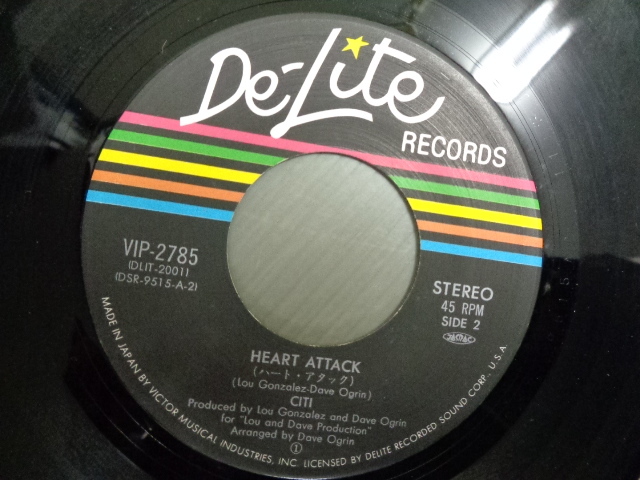 De-Lite
RECORDS
VIP-2785
(DLIT-2001)
(DSR-9515-A-2)
STEREO
45 RPM
SIDE 2
JASRAC
HEART ATTACK
(ハート・アタック)
(Lou Gonzalez-Dave Ogrin)
CITI
Produced by Lou Gonzalez and Dave Ogrin
for "Lou and Dave Production"
Arranged by Dave Ogrin
①
MADE IN JAPAN BY VICTOR MUSICAL INDUSTRIES, INC. LICENSED BY DELITE RECORDED SOUND CORP., U.S.A.